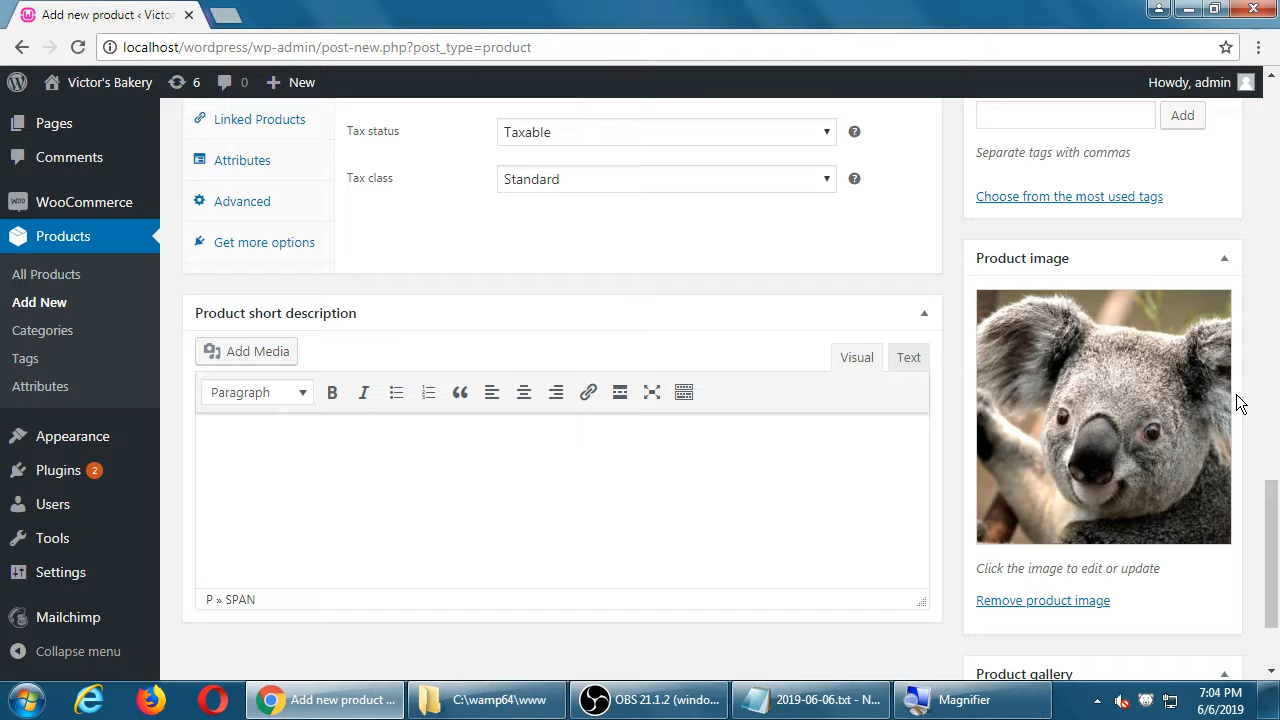 Add new product ‹ Victor
localhost/wordpress/wp-admin/post-new.php?post_type=product
Victor's Bakery
6
0
New
Howdy, admin
Pages
Comments
WooCommerce
Products
All Products
Add New
Categories
Tags
Attributes
Appearance
Plugins 2
Users
Tools
Settings
Mailchimp
Collapse menu
Linked Products
Attributes
Advanced
Get more options
Tax status
Taxable
Tax class
Standard
Product short description
Add Media
Visual
Text
Paragraph
P » SPAN
Add
Separate tags with commas
Choose from the most used tags
Product image
Click the image to edit or update
Remove product image
Product gallery
Add new product ...
C:\wamp64\www
OBS 21.1.2 (windo...
2019-06-06.txt - N...
Magnifier
7:04 PM
6/6/2019